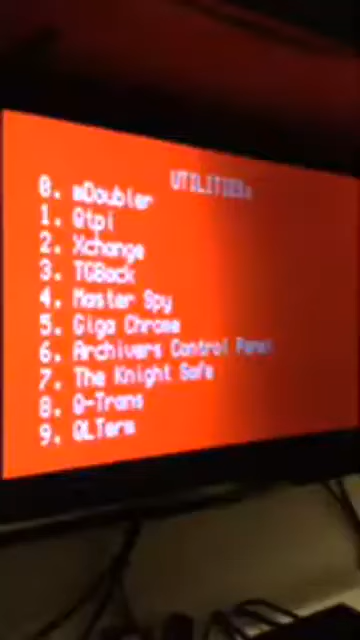 UTILITIES:
0. mDoubler
1. Qtpi
2. Xchange
3. TGBack
4. Master Spy
5. Giga Chrome
6. Archivers Control Panel
7. The Knight Safe
8. Q-Trans
9. QLTerm